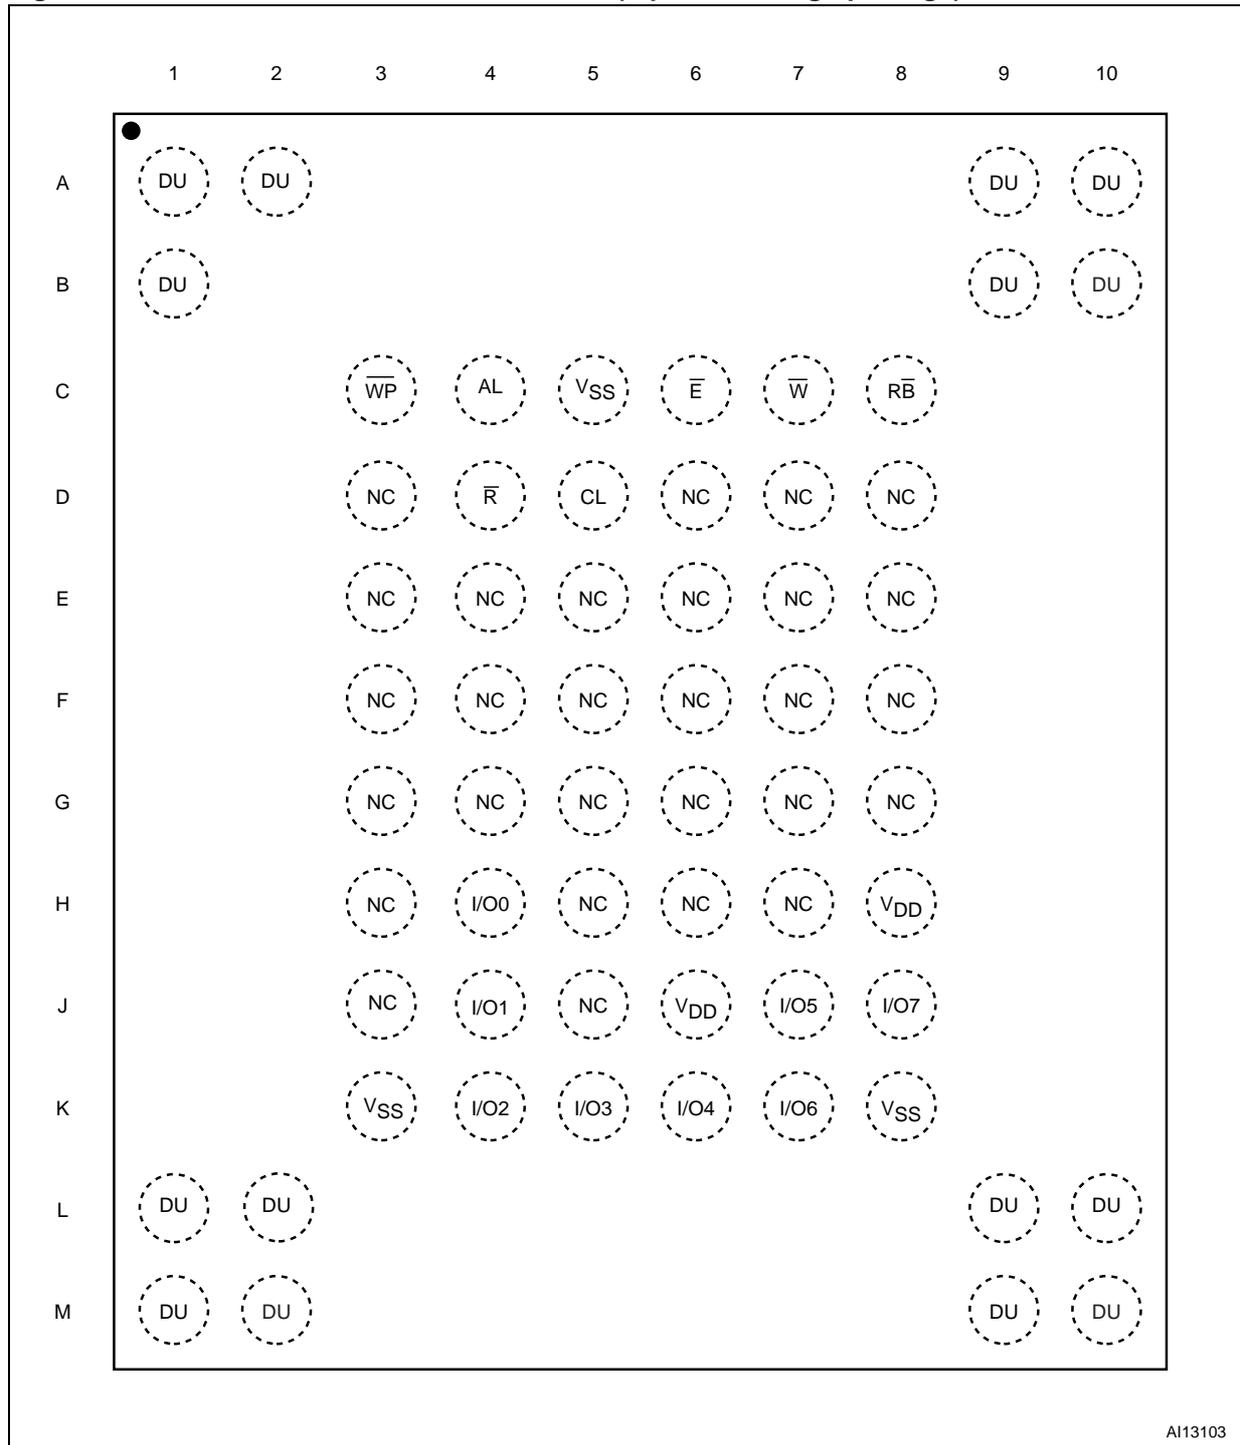 1 2 3 4 5 6 7 8 9 10
A DU DU DU DU
B DU DU DU
C W̅P̅ AL VSS E̅ W̅ RB̅
D NC R̅ CL NC NC NC
E NC NC NC NC NC NC
F NC NC NC NC NC NC
G NC NC NC NC NC NC
H NC I/O0 NC NC NC VDD
J NC I/O1 NC VDD I/O5 I/O7
K VSS I/O2 I/O3 I/O4 I/O6 VSS
L DU DU DU DU
M DU DU DU DU
AI13103